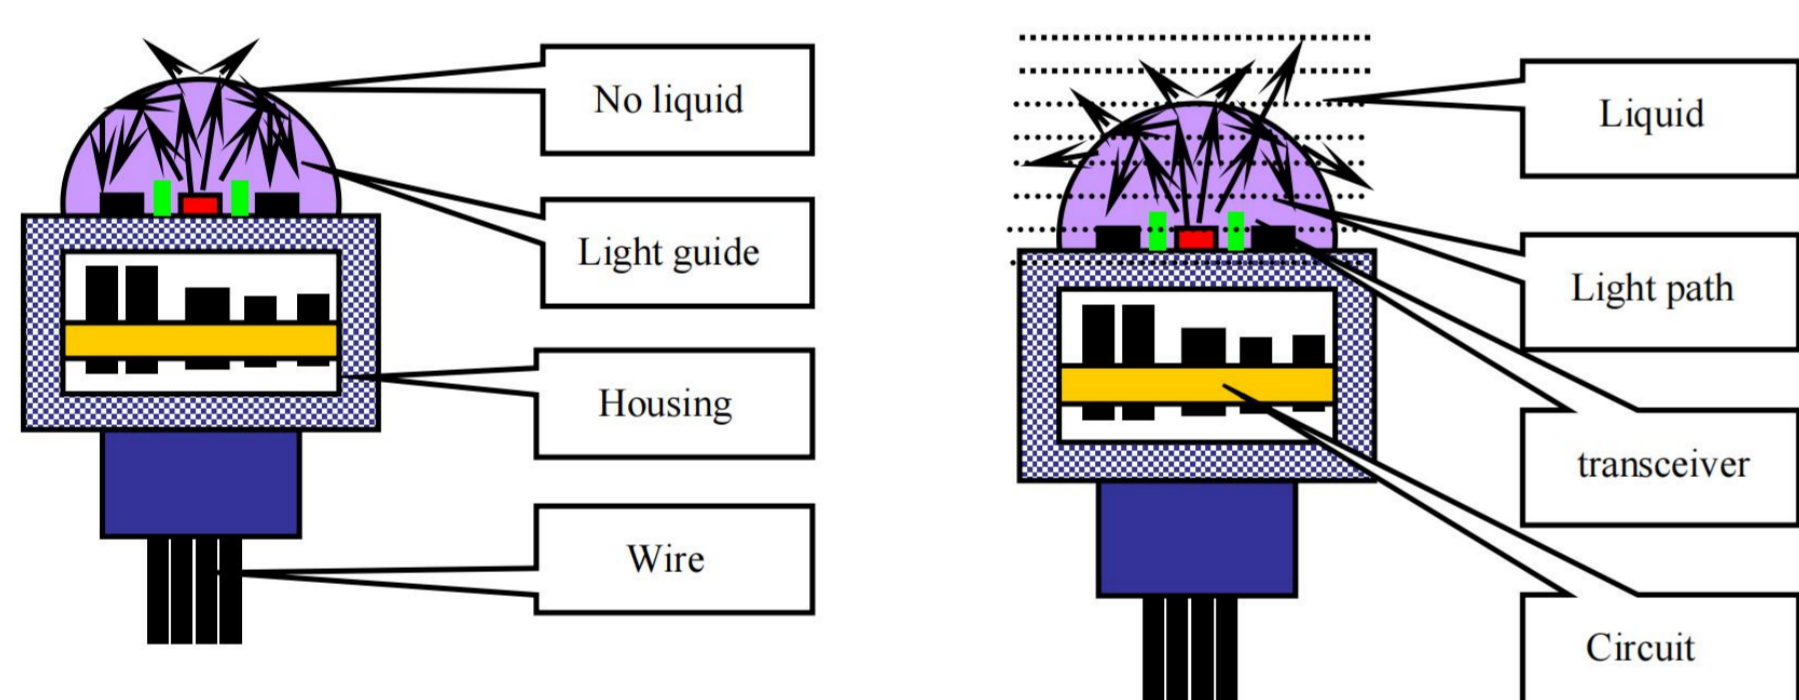 No liquid
Light guide
Housing
Wire
Liquid
Light path
transceiver
Circuit